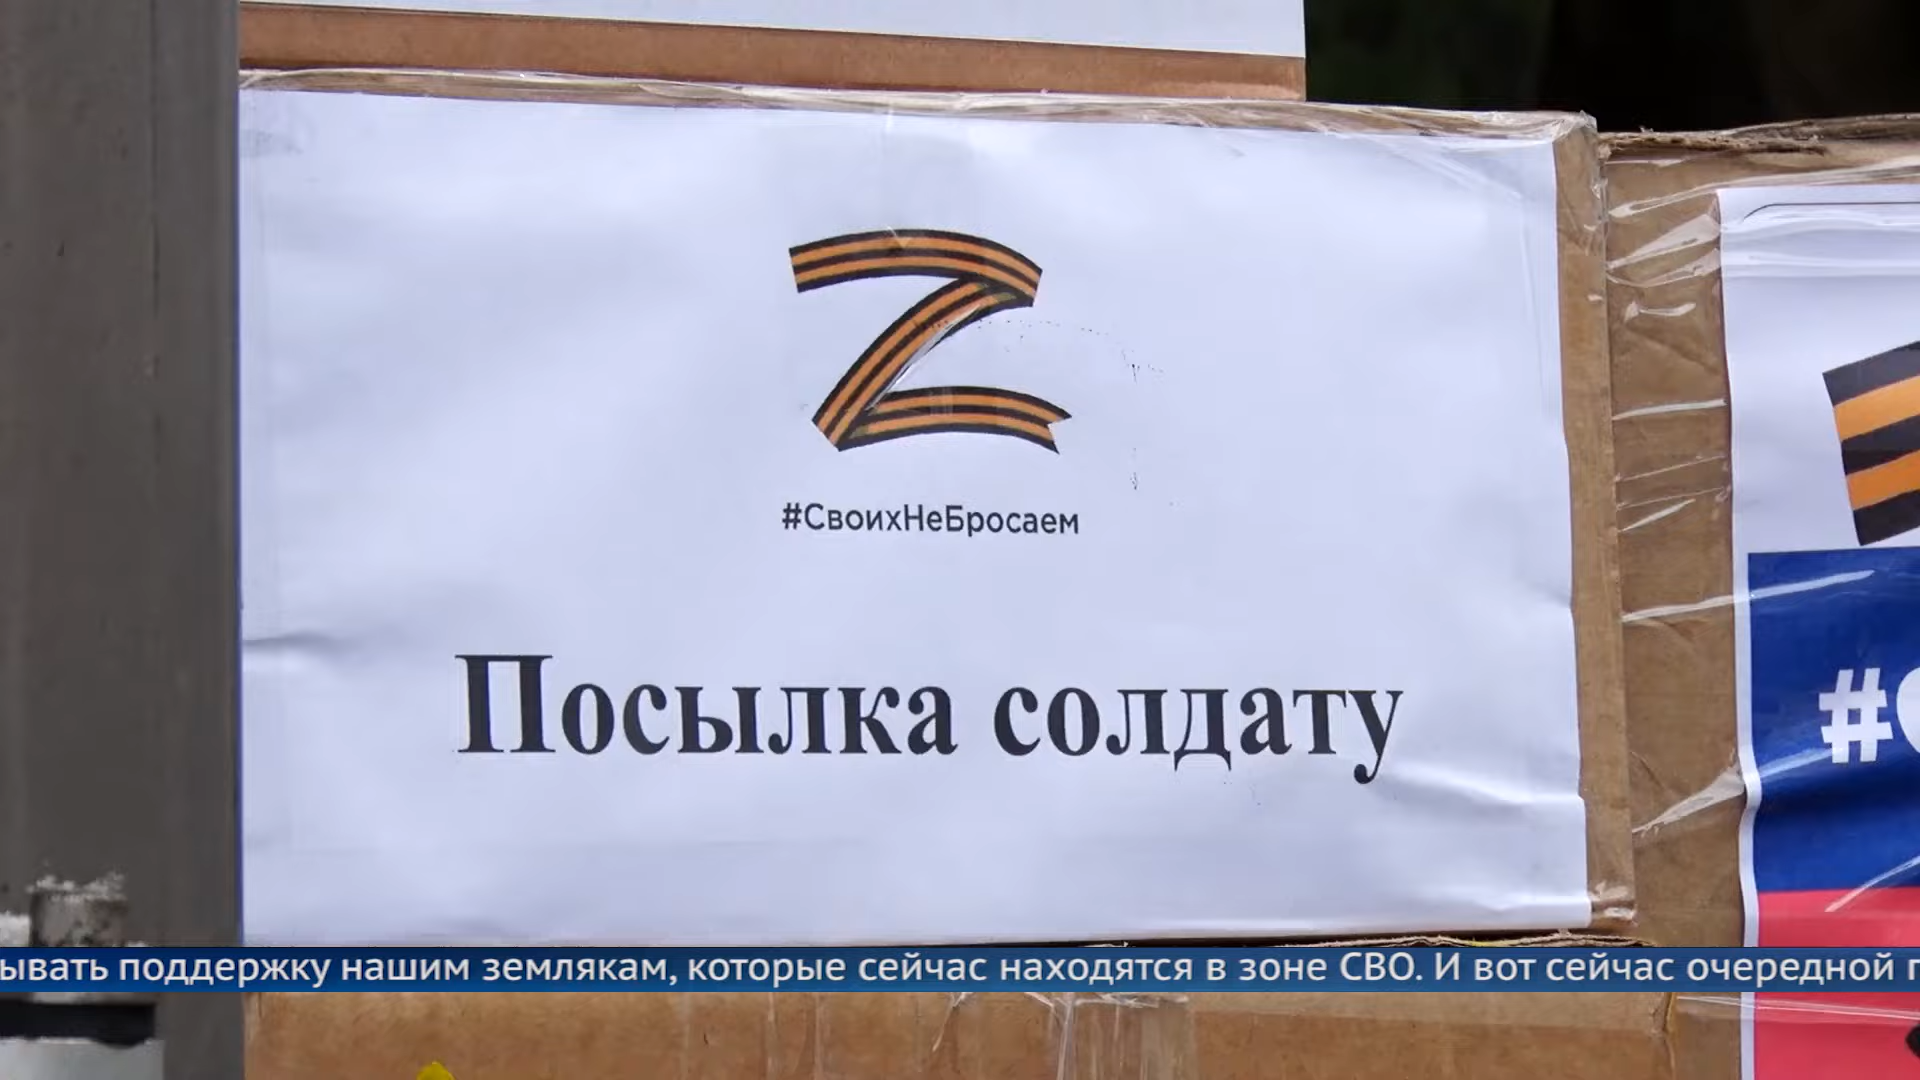 Z
#СвоихНеБросаем
Посылка солдату
#
ывать поддержку нашим землякам, которые сейчас находятся в зоне СВО. И вот сейчас очередной